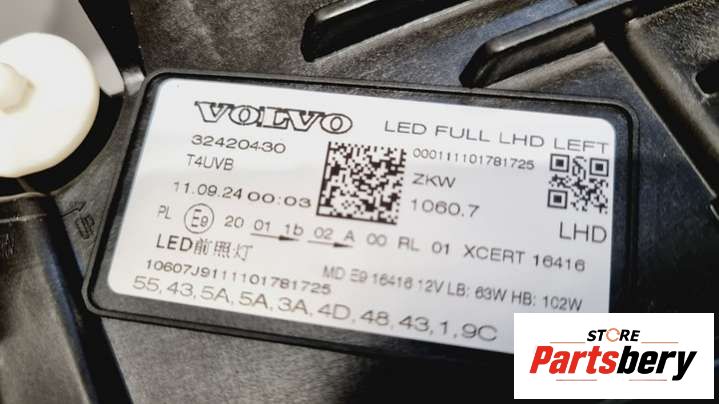 VOLVO
LED FULL LHD LEFT
32420430
000111101781725
T4UVB
ZKW
11.09.24 00:03
1060.7
LHD
PL E9 20 01 1b 02 A 00 RL 01 XCERT 16416
LED前照灯
MD E9 16416 12V LB: 63W HB: 102W
10607J9111101781725
55,43,5A,5A,3A,4D,48,43,1,9C
STORE
Partsbery